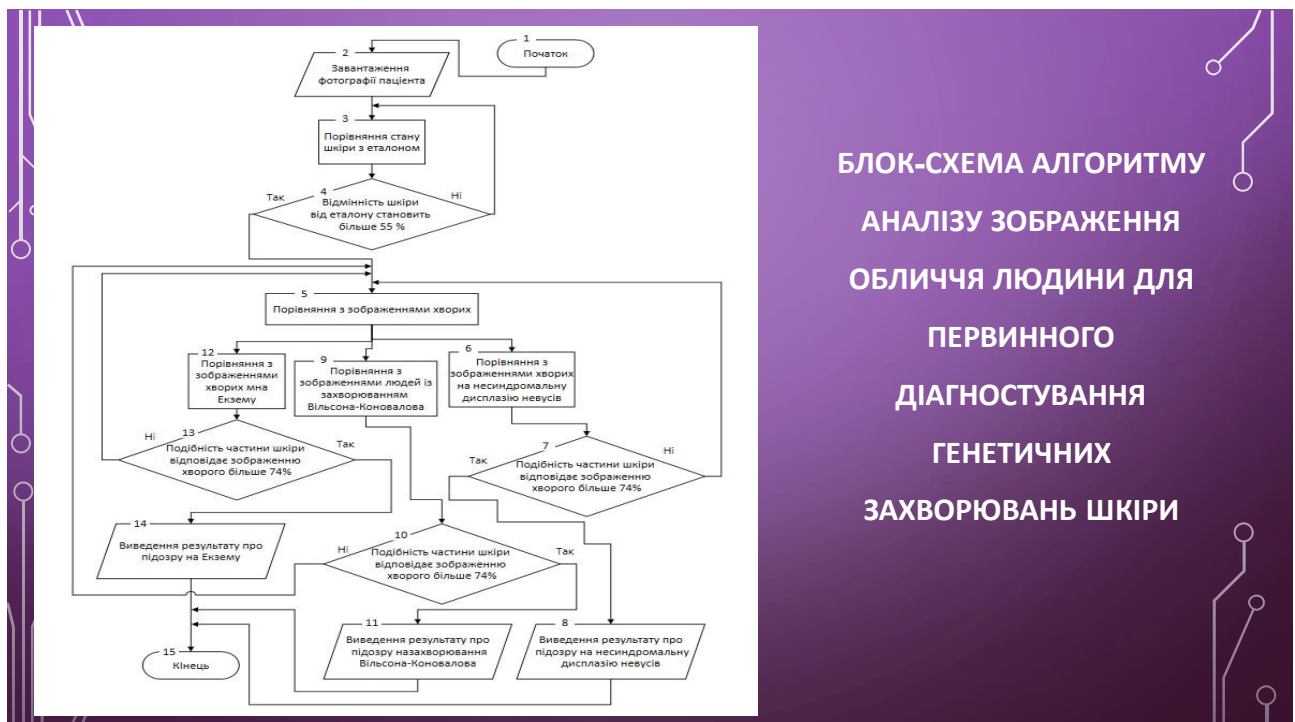 1
Початок
2
Завантаження
фотографії пацієнта
3
Порівняння стану
шкіри з еталоном
Так
4
Ні
Відмінність шкіри
від еталону становить
більше 55 %
5
Порівняння з зображеннями хворих
12
Порівняння з
зображеннями
хворих мна
Екзему
9
Порівняння з
зображеннями людей із
захворюванням
Вільсона-Коновалова
6
Порівняння з
зображеннями хворих
на несиндромальну
дисплазію невусів
Ні
13
Так
Подібність частини шкіри
відповідає зображенню
хворого більше 74%
Так
7
Ні
Подібність частини шкіри
відповідає зображенню
хворого більше 74%
14
Виведення результату про
підозру на Екзему
Ні
10
Так
Подібність частини шкіри
відповідає зображенню
хворого більше 74%
11
Виведення результату про
підозру назахворювання
Вільсона-Коновалова
8
Виведення результату про
підозру на несиндромальну
дисплазію невусів
15
Кінець
БЛОК-СХЕМА АЛГОРИТМУ
АНАЛІЗУ ЗОБРАЖЕННЯ
ОБЛИЧЧЯ ЛЮДИНИ ДЛЯ
ПЕРВИННОГО
ДІАГНОСТУВАННЯ
ГЕНЕТИЧНИХ
ЗАХВОРЮВАНЬ ШКІРИ